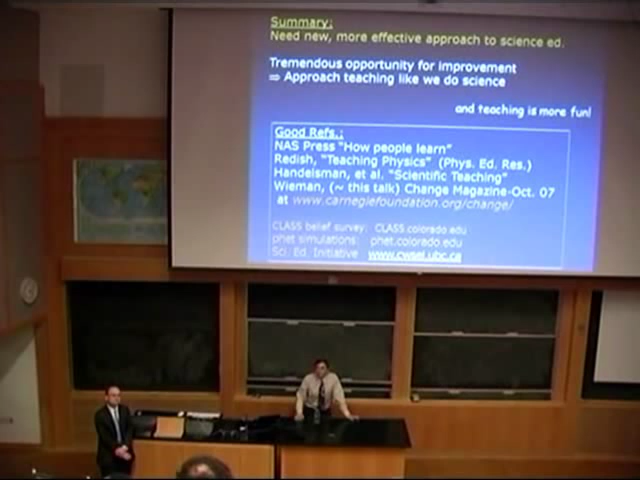 Summary:
Need new, more effective approach to science ed.
Tremendous opportunity for improvement
⇒ Approach teaching like we do science
and teaching is more fun!
Good Refs.:
NAS Press "How people learn"
Redish, "Teaching Physics" (Phys. Ed. Res.)
Handelsman, et al. "Scientific Teaching"
Wieman, (~ this talk) Change Magazine-Oct. 07
at www.carnegiefoundation.org/change/
CLASS belief survey: CLASS.colorado.edu
phet simulations: phet.colorado.edu
Sci. Ed. Initiative www.cwsei.ubc.ca